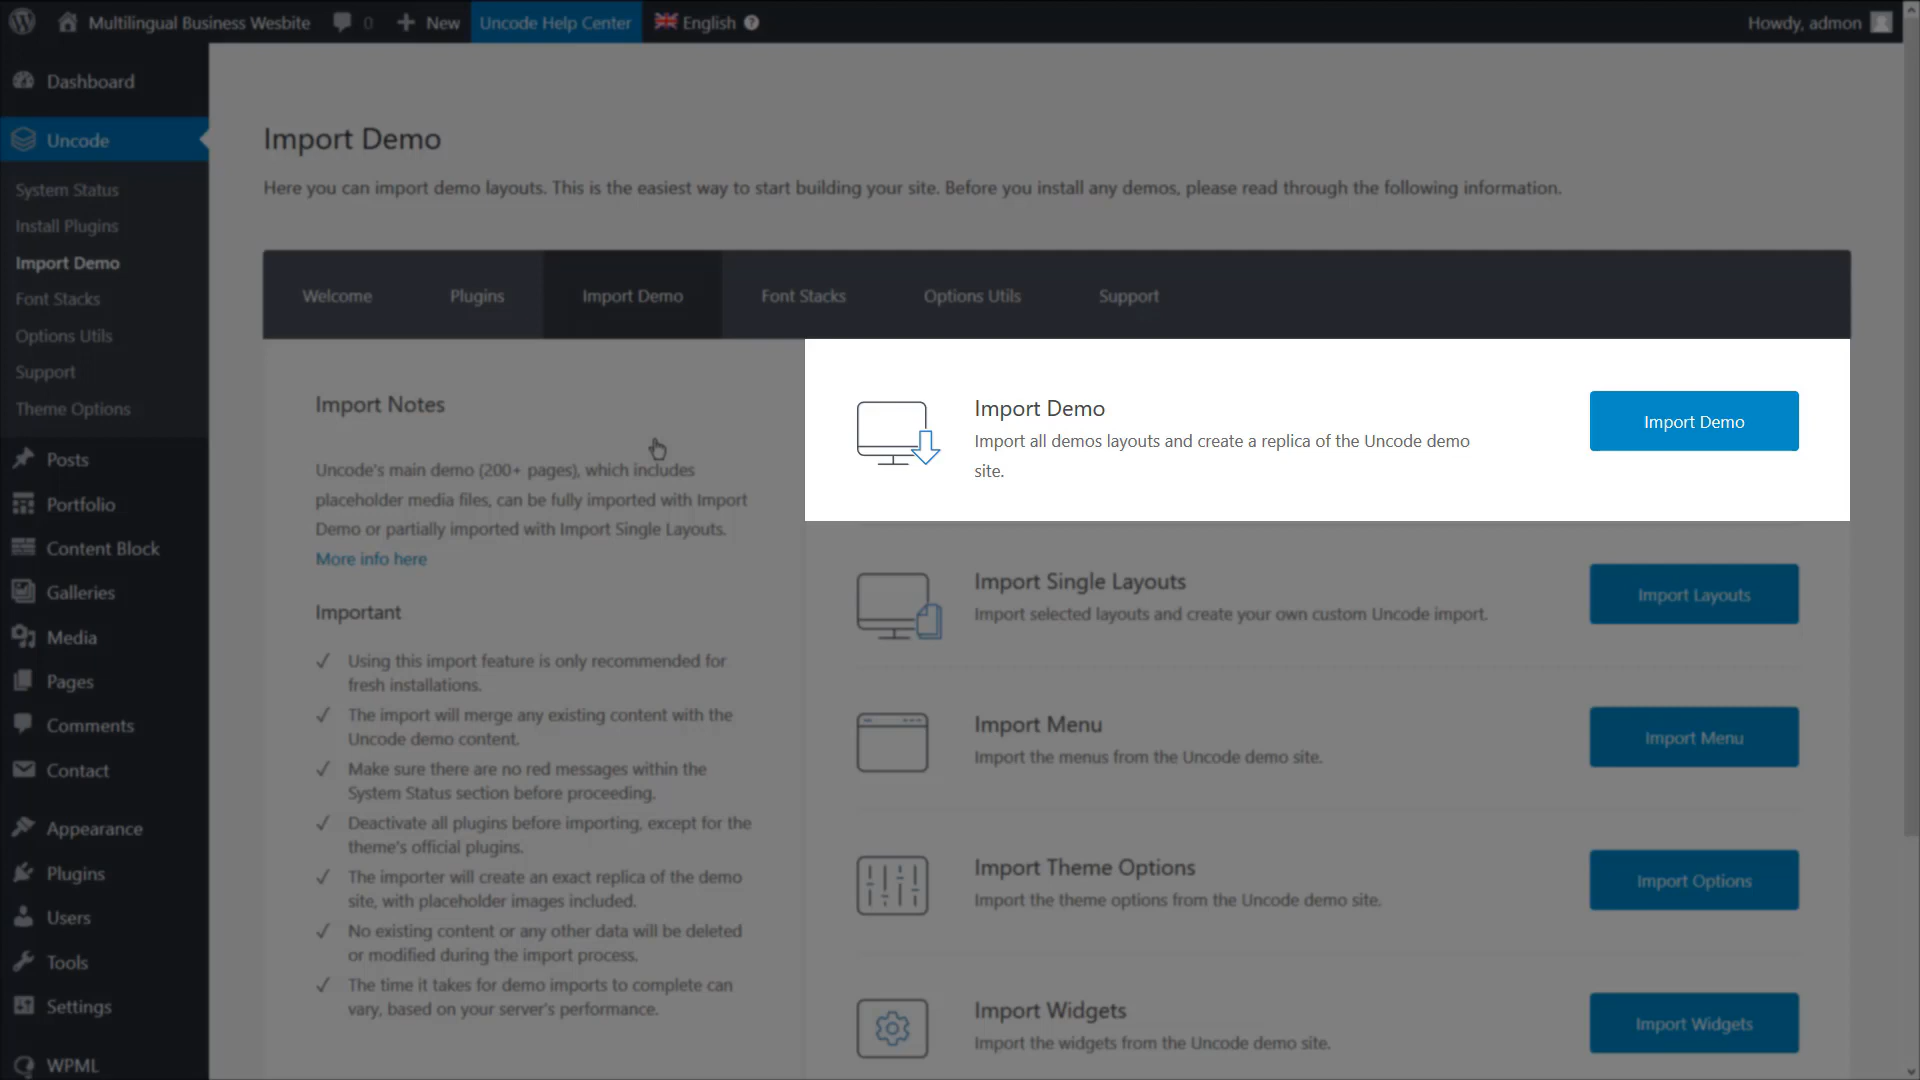 Multilingual Business Wesbite
0
New
Uncode Help Center
English
Howdy, admon
Dashboard
Uncode
System Status
Install Plugins
Import Demo
Font Stacks
Options Utils
Support
Theme Options
Posts
Portfolio
Content Block
Galleries
Media
Pages
Comments
Contact
Appearance
Plugins
Users
Tools
Settings
WPML
Import Demo
Here you can import demo layouts. This is the easiest way to start building your site. Before you install any demos, please read through the following information.
Welcome
Plugins
Import Demo
Font Stacks
Options Utils
Support
Import Notes
Uncode's main demo (200+ pages), which includes
placeholder media files, can be fully imported with Import
Demo or partially imported with Import Single Layouts.
More info here
Important
Using this import feature is only recommended for
fresh installations.
The import will merge any existing content with the
Uncode demo content.
Make sure there are no red messages within the
System Status section before proceeding.
Deactivate all plugins before importing, except for the
theme's official plugins.
The importer will create an exact replica of the demo
site, with placeholder images included.
No existing content or any other data will be deleted
or modified during the import process.
The time it takes for demo imports to complete can
vary, based on your server's performance.
Import Demo
Import all demos layouts and create a replica of the Uncode demo
site.
Import Demo
Import Single Layouts
Import selected layouts and create your own custom Uncode import.
Import Layouts
Import Menu
Import the menus from the Uncode demo site.
Import Menu
Import Theme Options
Import the theme options from the Uncode demo site.
Import Options
Import Widgets
Import the widgets from the Uncode demo site.
Import Widgets